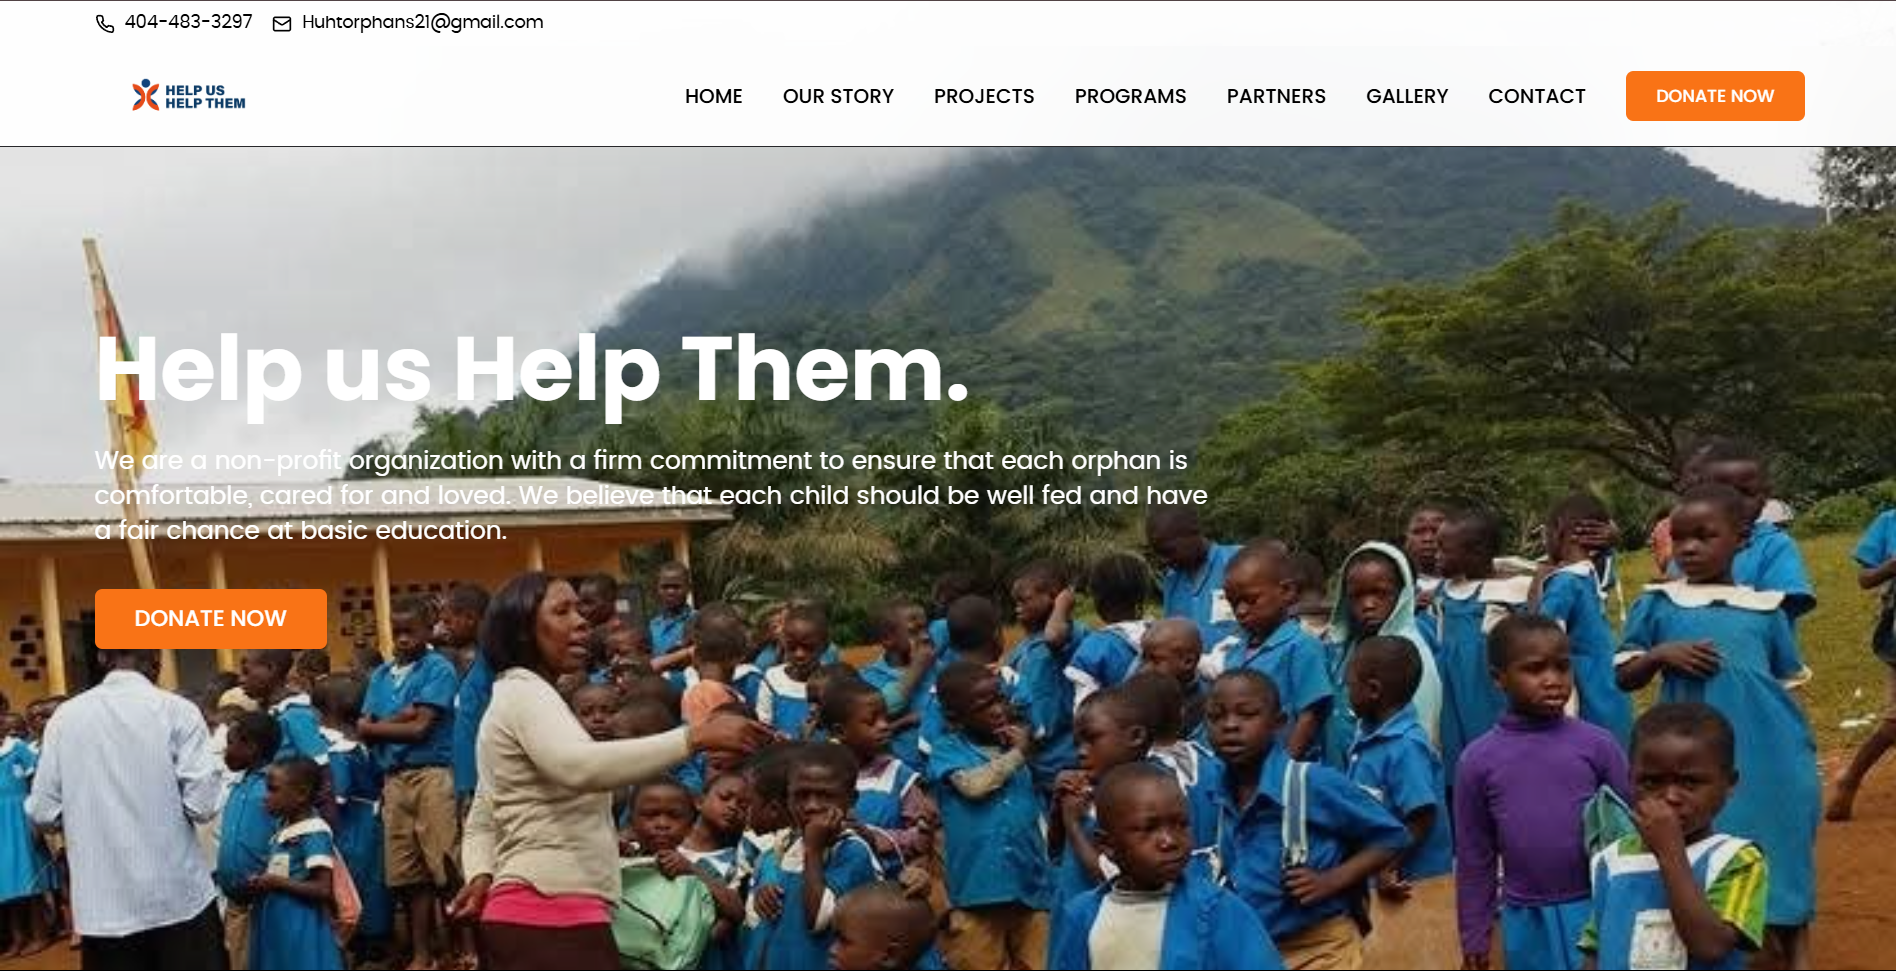 404-483-3297 Huhtorphans21@gmail.com
HELP US
HELP THEM
HOME OUR STORY PROJECTS PROGRAMS PARTNERS GALLERY CONTACT DONATE NOW
Help us Help Them.
We are a non-profit organization with a firm commitment to ensure that each orphan is
comfortable, cared for and loved. We believe that each child should be well fed and have
a fair chance at basic education.
DONATE NOW